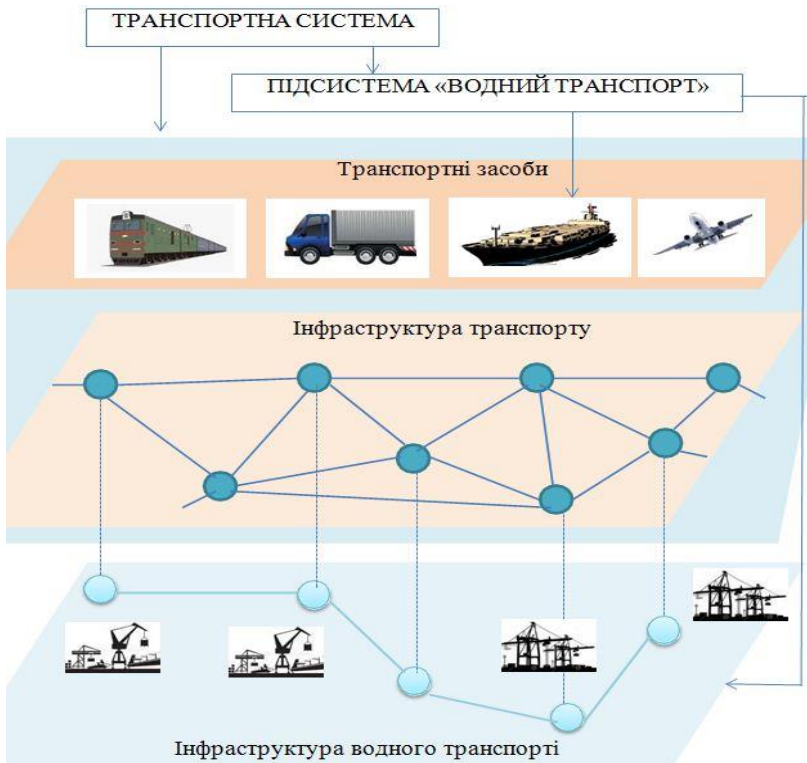 ТРАНСПОРТНА СИСТЕМА
ПІДСИСТЕМА «ВОДНИЙ ТРАНСПОРТ»
Транспортні засоби
Інфраструктура транспорту
Інфраструктура водного транспорті